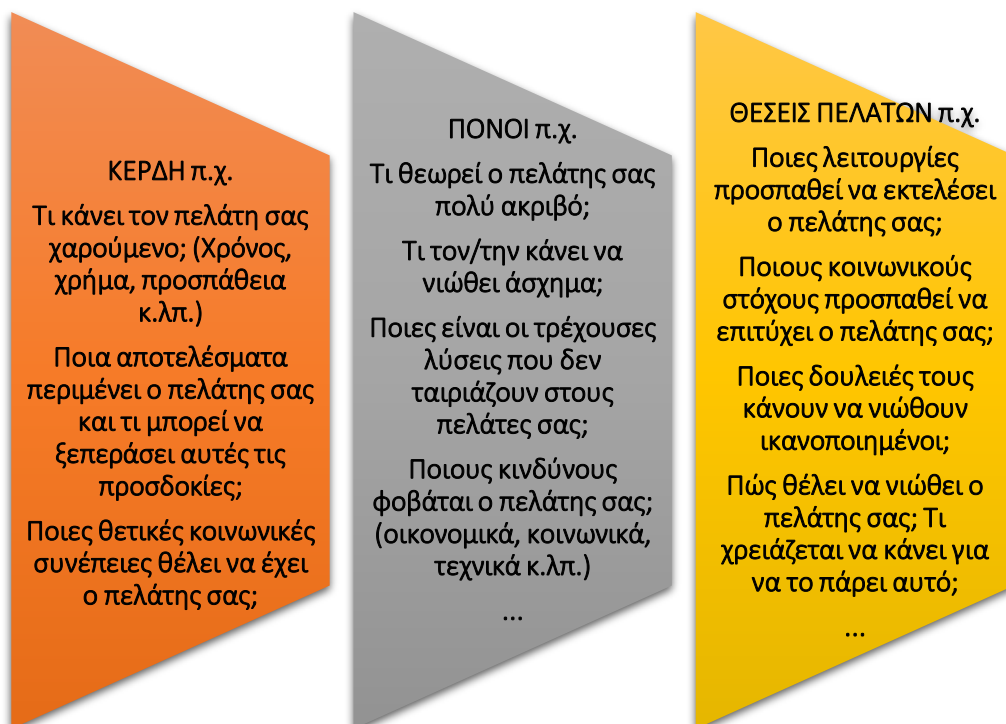 ΚΕΡΔΗ π.χ.
Τι κάνει τον πελάτη σας
χαρούμενο; (Χρόνος,
χρήμα, προσπάθεια
κ.λπ.)
Ποια αποτελέσματα
περιμένει ο πελάτης σας
και τι μπορεί να
ξεπεράσει αυτές τις
προσδοκίες;
Ποιες θετικές κοινωνικές
συνέπειες θέλει να έχει
ο πελάτης σας;
ΠΟΝΟΙ π.χ.
Τι θεωρεί ο πελάτης σας
πολύ ακριβό;
Τι τον/την κάνει να
νιώθει άσχημα;
Ποιες είναι οι τρέχουσες
λύσεις που δεν
ταιριάζουν στους
πελάτες σας;
Ποιους κινδύνους
φοβάται ο πελάτης σας;
(οικονομικά, κοινωνικά,
τεχνικά κ.λπ.)
...
ΘΕΣΕΙΣ ΠΕΛΑΤΩΝ π.χ.
Ποιες λειτουργίες
προσπαθεί να εκτελέσει
ο πελάτης σας;
Ποιους κοινωνικούς
στόχους προσπαθεί να
επιτύχει ο πελάτης σας;
Ποιες δουλειές τους
κάνουν να νιώθουν
ικανοποιημένοι;
Πώς θέλει να νιώθει ο
πελάτης σας; Τι
χρειάζεται να κάνει για
να το πάρει αυτό;
...